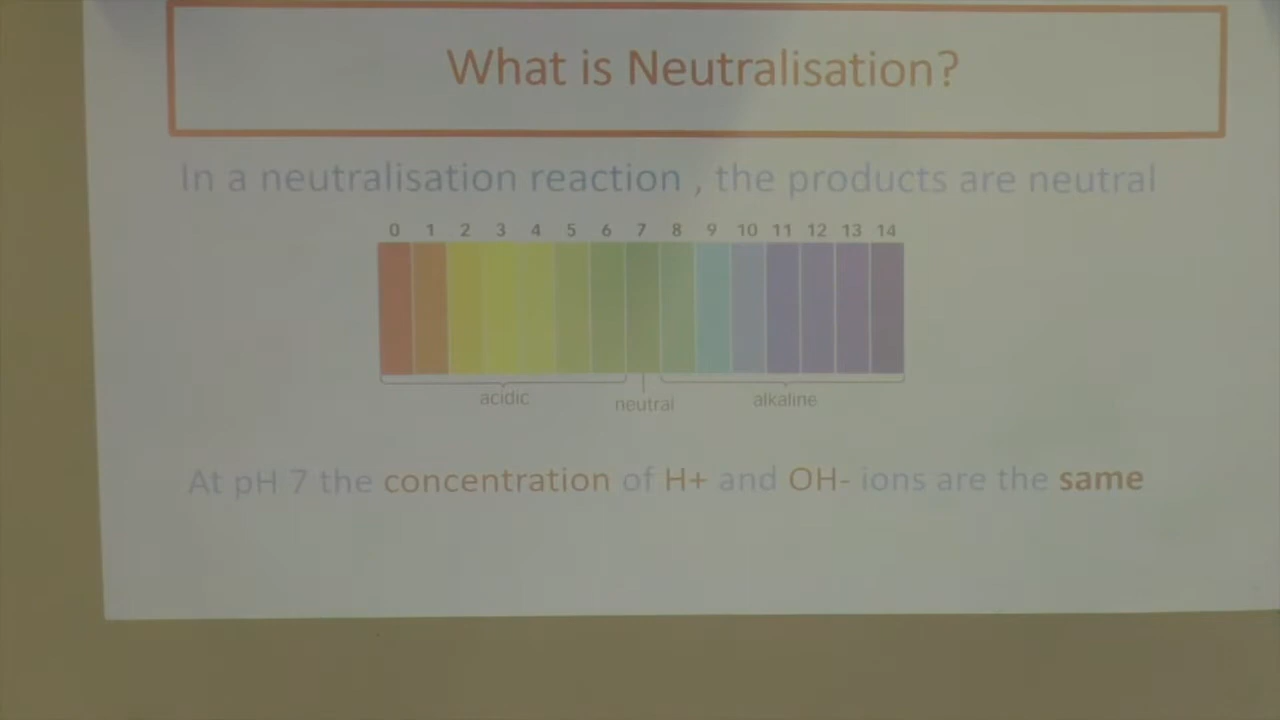 What is Neutralisation?
In a neutralisation reaction , the products are neutral
0 1 2 3 4 5 6 7 8 9 10 11 12 13 14
acidic neutral alkaline
At pH 7 the concentration of H+ and OH- ions are the same